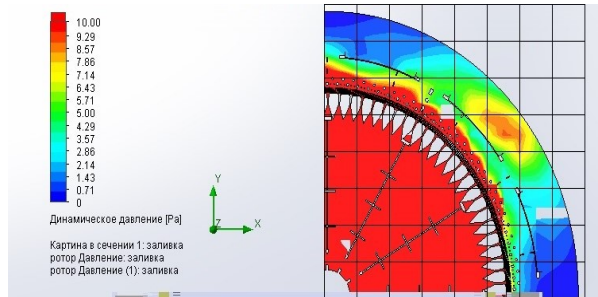 10.00
9.29
8.57
7.86
7.14
6.43
5.71
5.00
4.29
3.57
2.86
2.14
1.43
0.71
0
Динамическое давление [Pa]
Картина в сечении 1: заливка
ротор Давление: заливка
ротор Давление (1): заливка
Y
Z
X